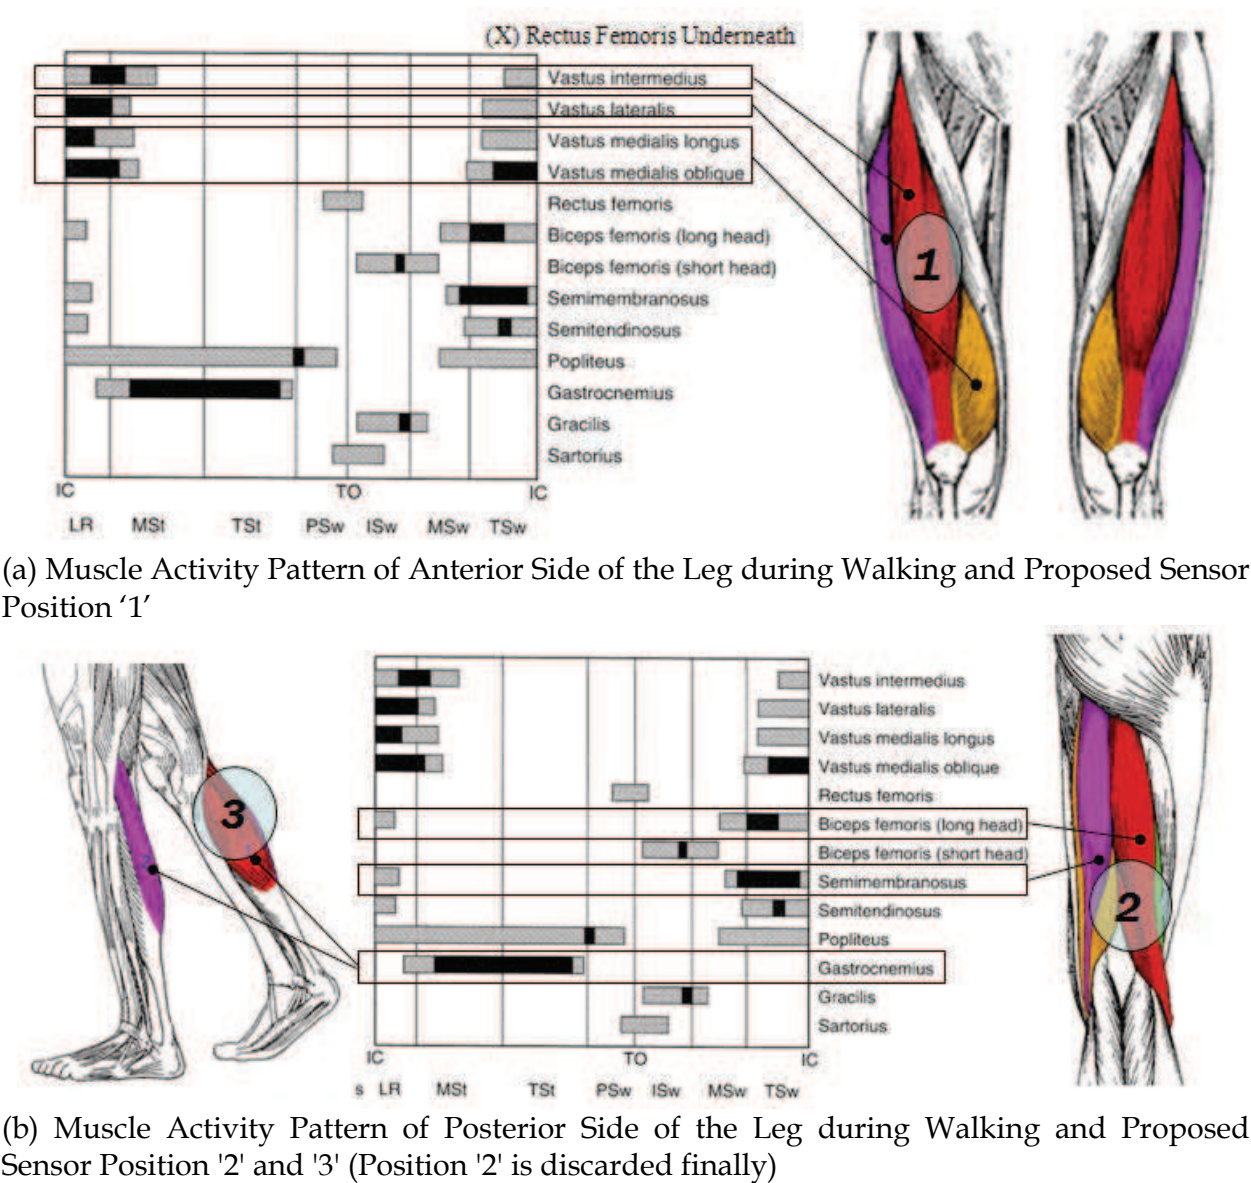 (X) Rectus Femoris Underneath
Vastus intermedius
Vastus lateralis
Vastus medialis longus
Vastus medialis oblique
Rectus femoris
Biceps femoris (long head)
Biceps femoris (short head)
Semimembranosus
Semitendinosus
Popliteus
Gastrocnemius
Gracilis
Sartorius
IC TO IC
LR MSt TSt PSw ISw MSw TSw
1
(a) Muscle Activity Pattern of Anterior Side of the Leg during Walking and Proposed Sensor
Position ‘1’
3
Vastus intermedius
Vastus lateralis
Vastus medialis longus
Vastus medialis oblique
Rectus femoris
Biceps femoris (long head)
Biceps femoris (short head)
Semimembranosus
Semitendinosus
Popliteus
Gastrocnemius
Gracilis
Sartorius
IC TO IC
s LR MSt TSt PSw ISw MSw TSw
2
(b) Muscle Activity Pattern of Posterior Side of the Leg during Walking and Proposed
Sensor Position '2' and '3' (Position '2' is discarded finally)